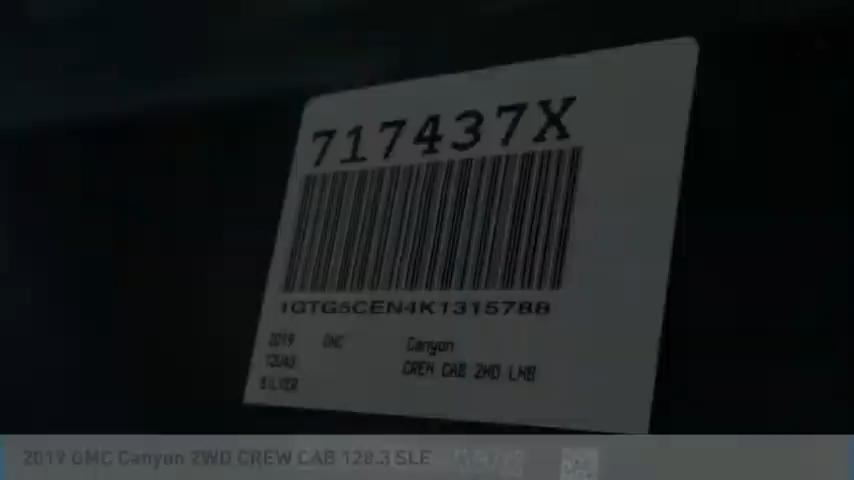 717437X
1GTG5CEN4K1315788
2019 GMC Canyon
12043 CREW CAB 2WD LWB
SILVER
2019 GMC Canyon 2WD CREW CAB 128.3 SLE